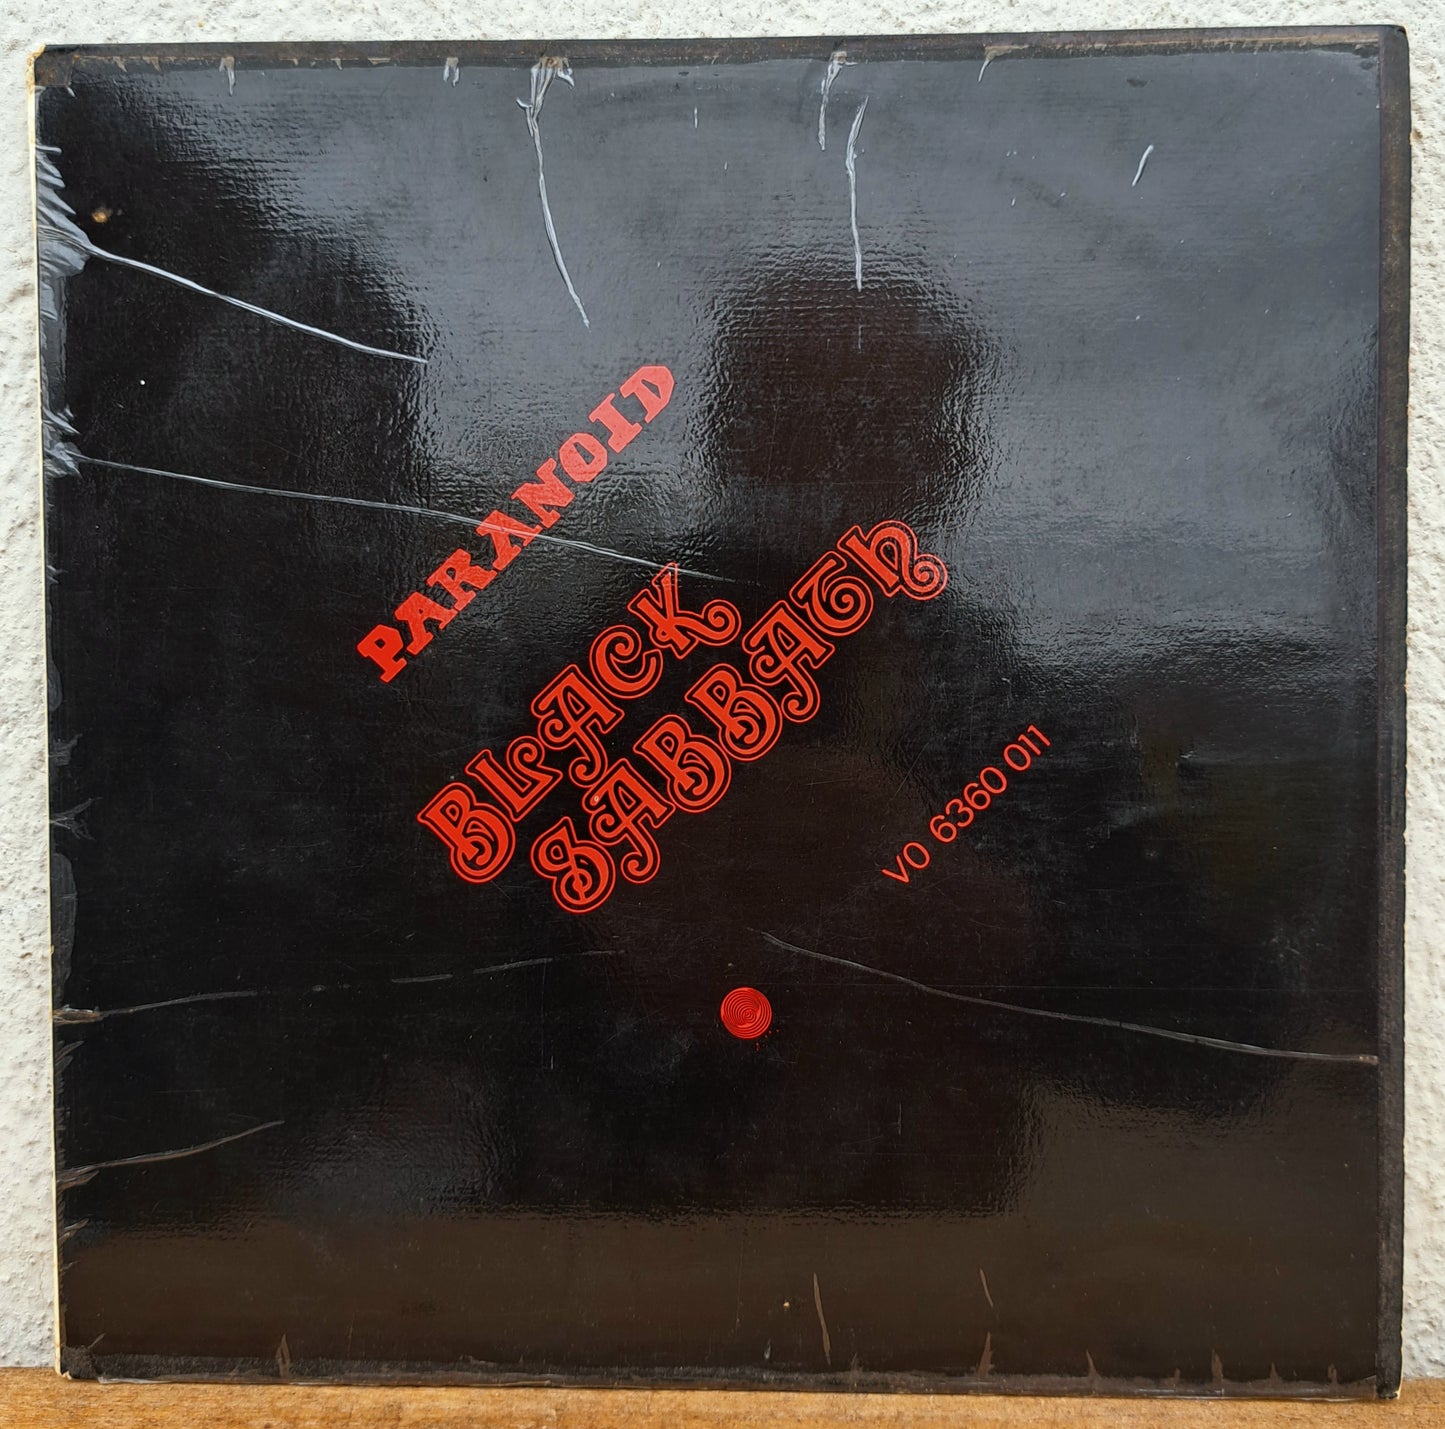 PARANOID
BLACK
SABBATH
VO 6360 011